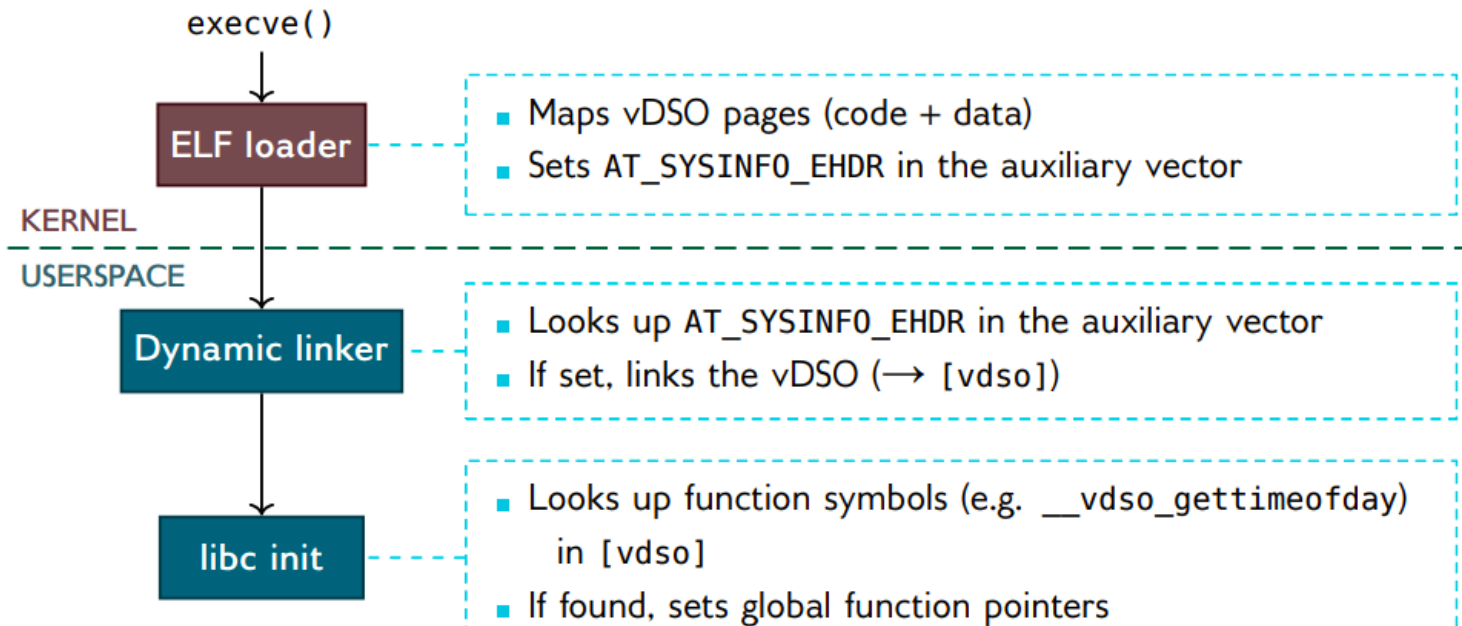 execve()
ELF loader
▪ Maps vDSO pages (code + data)
▪ Sets AT_SYSINFO_EHDR in the auxiliary vector
KERNEL
USERSPACE
Dynamic linker
▪ Looks up AT_SYSINFO_EHDR in the auxiliary vector
▪ If set, links the vDSO (⟶ [vdso])
libc init
▪ Looks up function symbols (e.g. __vdso_gettimeofday)
in [vdso]
▪ If found, sets global function pointers